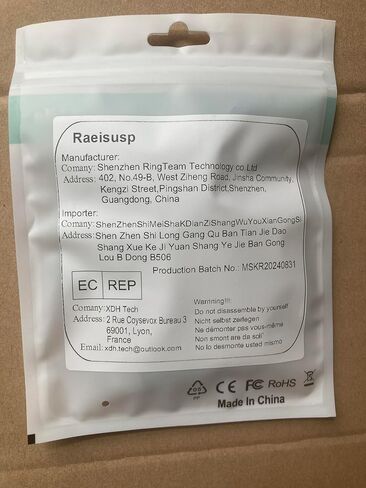 Raeisusp
Manufacturer:
Comany: Shenzhen RingTeam Technology co Ltd
Address: 402, No.49-B, West Ziheng Road, Jinsha Community,
Kengzi Street,Pingshan District,Shenzhen,
Guangdong, China
Importer:
Comany: ShenZhenShiMeiShaKDianZiShangWuYouXianGongSi
Address: Shen Zhen Shi Long Gang Qu Ban Tian Jie Dao
Shang Xue Ke Ji Yuan Shang Ye Jie Ban Gong
Lou B Dong B506
Production Batch No.: MSKR20240831
EC REP
Comany: XDH Tech
Address: 2 Rue Coysevox Bureau 3
69001, Lyon,
France
Email: xdh.tech@outlook.com
Warnning!!!:
Do not disassemble by yourself
Nicht selbst zerlegen
Ne démonter pas vous-même
Non smont are da soli
No lo desmonte usted mismo
PP
CE FC RoHS
Made In China